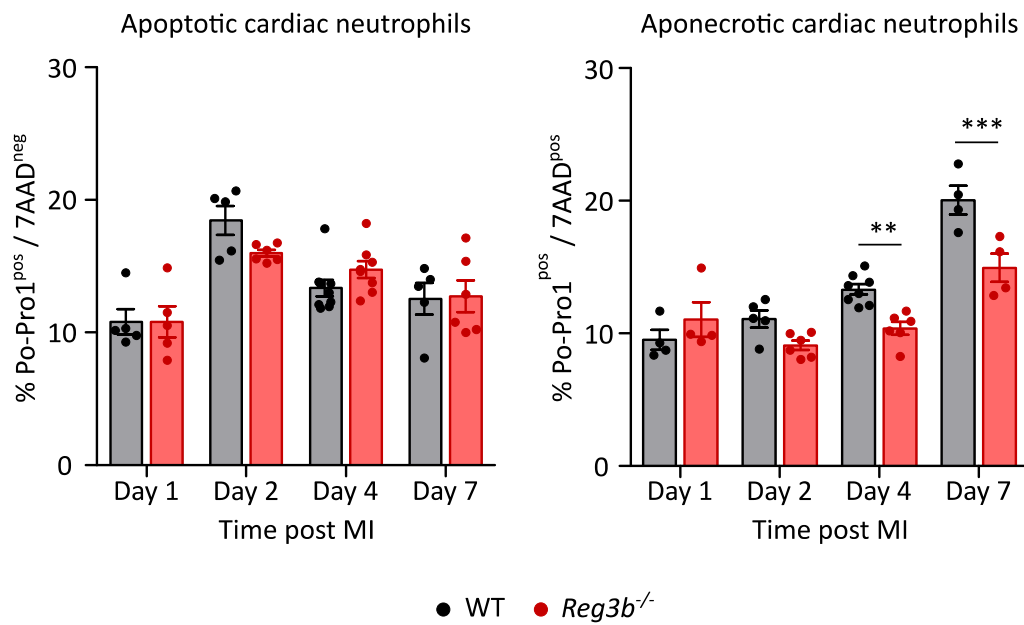 Apoptotic cardiac neutrophils
% Po-Pro1pos / 7AADneg
30
20
10
0
Day 1 Day 2 Day 4 Day 7
Time post MI
Aponecrotic cardiac neutrophils
% Po-Pro1pos / 7AADpos
30
20
10
0
**
***
Day 1 Day 2 Day 4 Day 7
Time post MI
WT Reg3b-/-